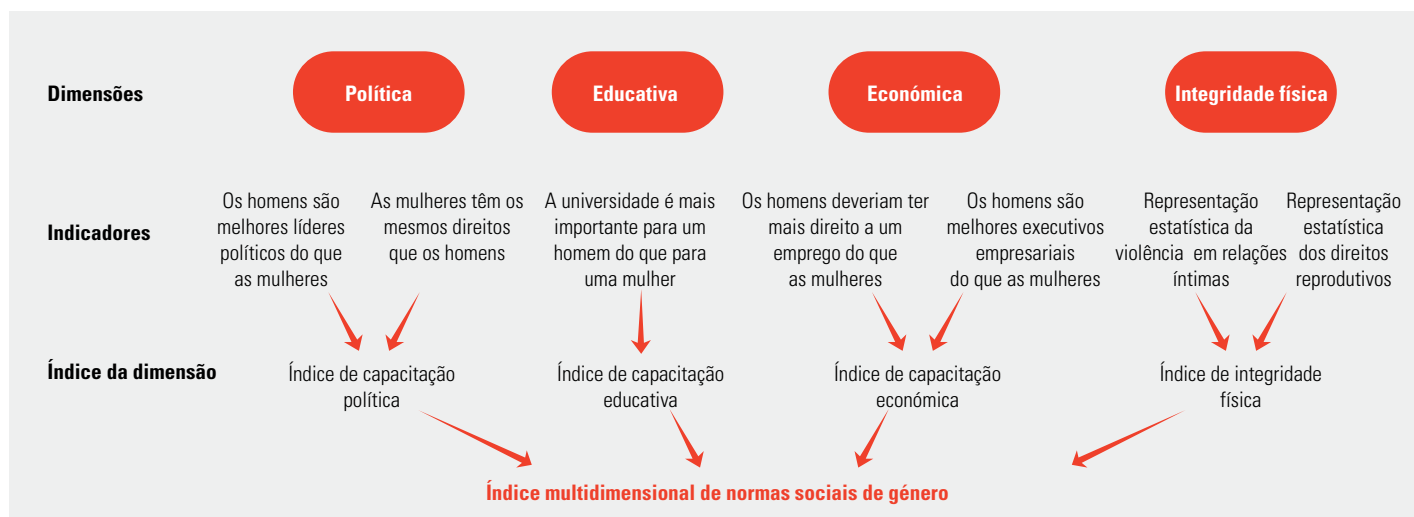 Dimensões
Política
Educativa
Económica
Integridade física
Indicadores
Os homens são
melhores líderes
políticos do que
as mulheres
As mulheres têm os
mesmos direitos
que os homens
A universidade é mais
importante para um
homem do que para
uma mulher
Os homens deveriam ter
mais direito a um
emprego do que
as mulheres
Os homens são
melhores executivos
empresariais
do que as mulheres
Representação
estatística da
violência em relações
íntimas
Representação
estatística
dos direitos
reprodutivos
Índice da dimensão
Índice de capacitação
política
Índice de capacitação
educativa
Índice de capacitação
económica
Índice de integridade
física
Índice multidimensional de normas sociais de género